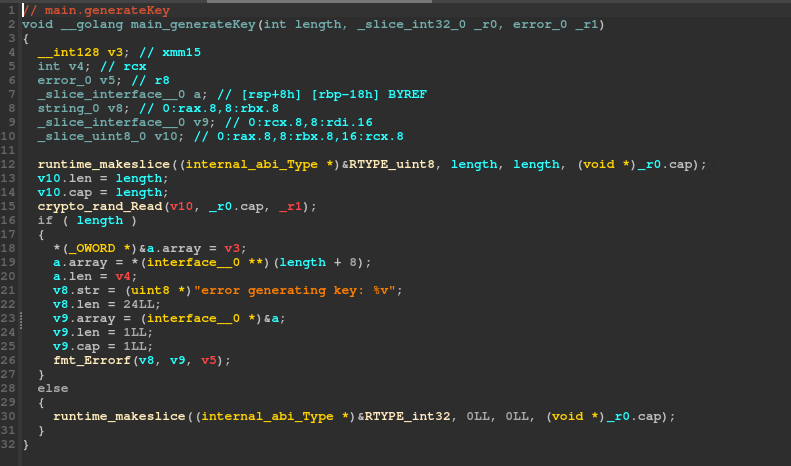 1 // main.generateKey
2 void __golang main_generateKey(int length, _slice_int32_0 _r0, error_0 _r1)
3 {
4 __int128 v3; // xmm15
5 int v4; // rcx
6 error_0 v5; // r8
7 _slice_interface__0 a; // [rsp+8h] [rbp-18h] BYREF
8 string_0 v8; // 0:rax.8,8:rbx.8
9 _slice_interface__0 v9; // 0:rcx.8,8:rdi.16
10 _slice_uint8_0 v10; // 0:rax.8,8:rbx.8,16:rcx.8
11
12 runtime_makeslice((internal_abi_Type *)&RTYPE_uint8, length, length, (void *)_r0.cap);
13 v10.len = length;
14 v10.cap = length;
15 crypto_rand_Read(v10, _r0.cap, _r1);
16 if ( length )
17 {
18 *(_OWORD *)&a.array = v3;
19 a.array = *(interface__0 **)(length + 8);
20 a.len = v4;
21 v8.str = (uint8 *)"error generating key: %v";
22 v8.len = 24LL;
23 v9.array = (interface__0 *)&a;
24 v9.len = 1LL;
25 v9.cap = 1LL;
26 fmt_Errorf(v8, v9, v5);
27 }
28 else
29 {
30 runtime_makeslice((internal_abi_Type *)&RTYPE_int32, 0LL, 0LL, (void *)_r0.cap);
31 }
32 }